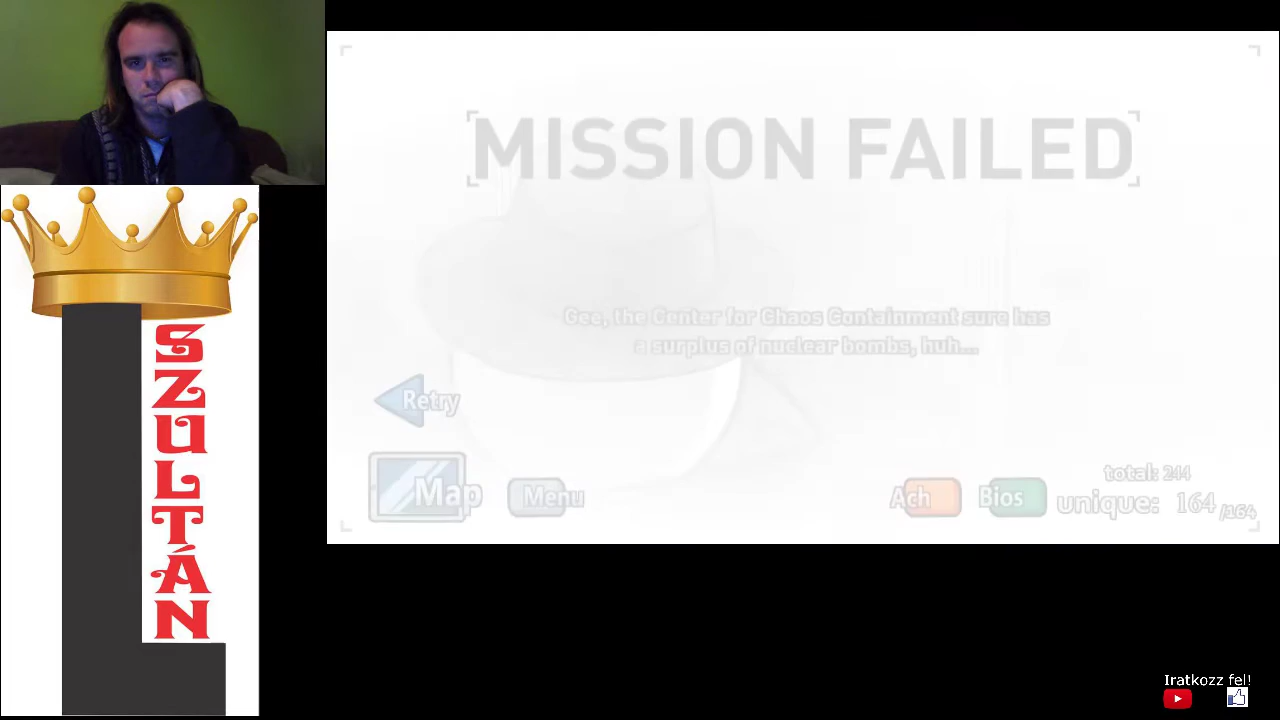 MISSION FAILED
Gee, the Center for Chaos Containment sure has
a surplus of nuclear bombs, huh...
Retry
Map
Menu
Ach
Bios
total: 244
unique: 164 /164
L
SZULTÁN
Iratkozz fel!